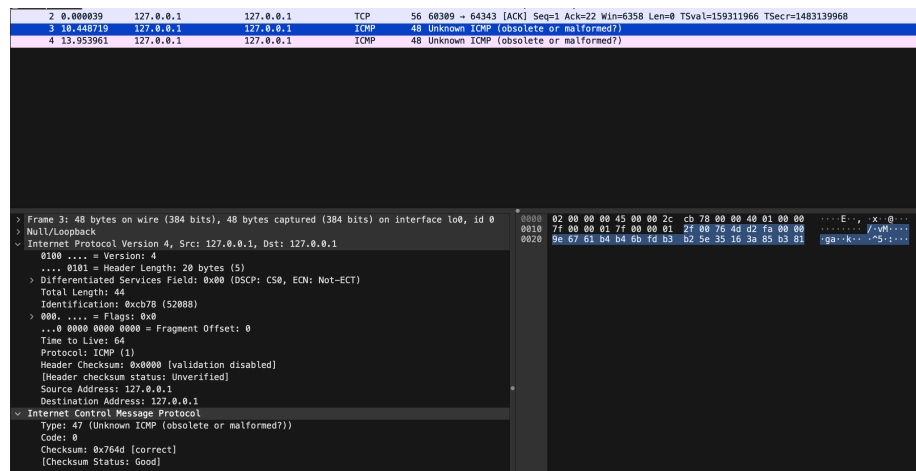 2 0.000039 127.0.0.1 127.0.0.1 TCP 56 60309 → 64343 [ACK] Seq=1 Ack=22 Win=6358 Len=0 TSval=159311966 TSecr=1483139968
3 10.448719 127.0.0.1 127.0.0.1 ICMP 48 Unknown ICMP (obsolete or malformed?)
4 13.953961 127.0.0.1 127.0.0.1 ICMP 48 Unknown ICMP (obsolete or malformed?)
> Frame 3: 48 bytes on wire (384 bits), 48 bytes captured (384 bits) on interface lo0, id 0
> Null/Loopback
∨ Internet Protocol Version 4, Src: 127.0.0.1, Dst: 127.0.0.1
0100 .... = Version: 4
.... 0101 = Header Length: 20 bytes (5)
> Differentiated Services Field: 0x00 (DSCP: CS0, ECN: Not-ECT)
Total Length: 44
Identification: 0xcb78 (52088)
> 000. .... = Flags: 0x0
...0 0000 0000 0000 = Fragment Offset: 0
Time to Live: 64
Protocol: ICMP (1)
Header Checksum: 0x0000 [validation disabled]
[Header checksum status: Unverified]
Source Address: 127.0.0.1
Destination Address: 127.0.0.1
∨ Internet Control Message Protocol
Type: 47 (Unknown ICMP (obsolete or malformed?))
Code: 0
Checksum: 0x764d [correct]
[Checksum Status: Good]
0000 02 00 00 00 45 00 00 2c cb 78 00 00 40 01 00 00 ····E··, ·x··@···
0010 7f 00 00 01 7f 00 00 01 2f 00 76 4d d2 fa 00 00 ········ /·vM····
0020 9e 67 61 b4 b4 6b fd b3 b2 5e 35 16 3a 85 b3 81 ·ga··k·· ·^5·:···